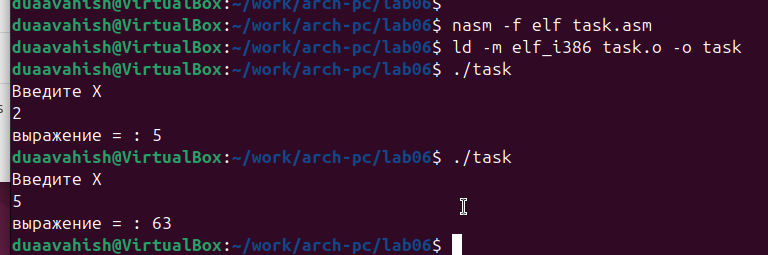 duaavahish@VirtualBox:~/work/arch-pc/lab06$
duaavahish@VirtualBox:~/work/arch-pc/lab06$ nasm -f elf task.asm
duaavahish@VirtualBox:~/work/arch-pc/lab06$ ld -m elf_i386 task.o -o task
duaavahish@VirtualBox:~/work/arch-pc/lab06$ ./task
Введите X
2
выражение = : 5
duaavahish@VirtualBox:~/work/arch-pc/lab06$ ./task
Введите X
5
выражение = : 63
duaavahish@VirtualBox:~/work/arch-pc/lab06$